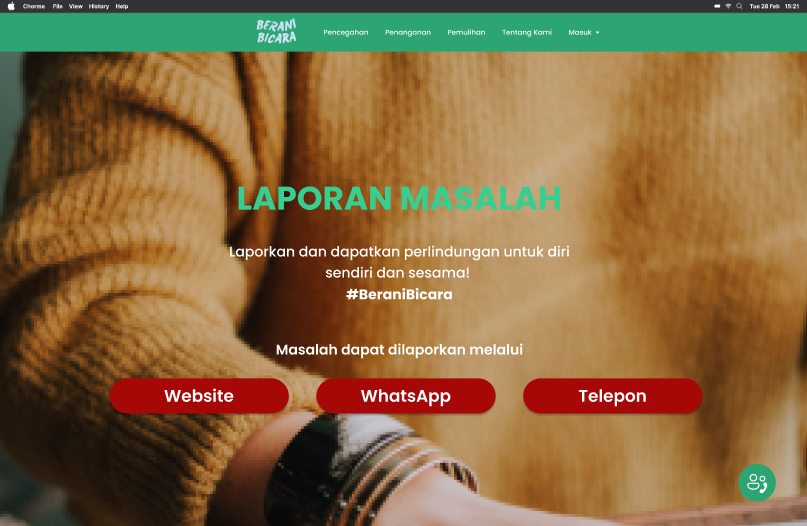 Chorme File View History Help
Tue 28 Feb 15:21
BERANI
BICARA
Pencegahan Penanganan Pemulihan Tentang Kami Masuk
LAPORAN MASALAH
Laporkan dan dapatkan perlindungan untuk diri
sendiri dan sesama!
#BeraniBicara
Masalah dapat dilaporkan melalui
Website WhatsApp Telepon